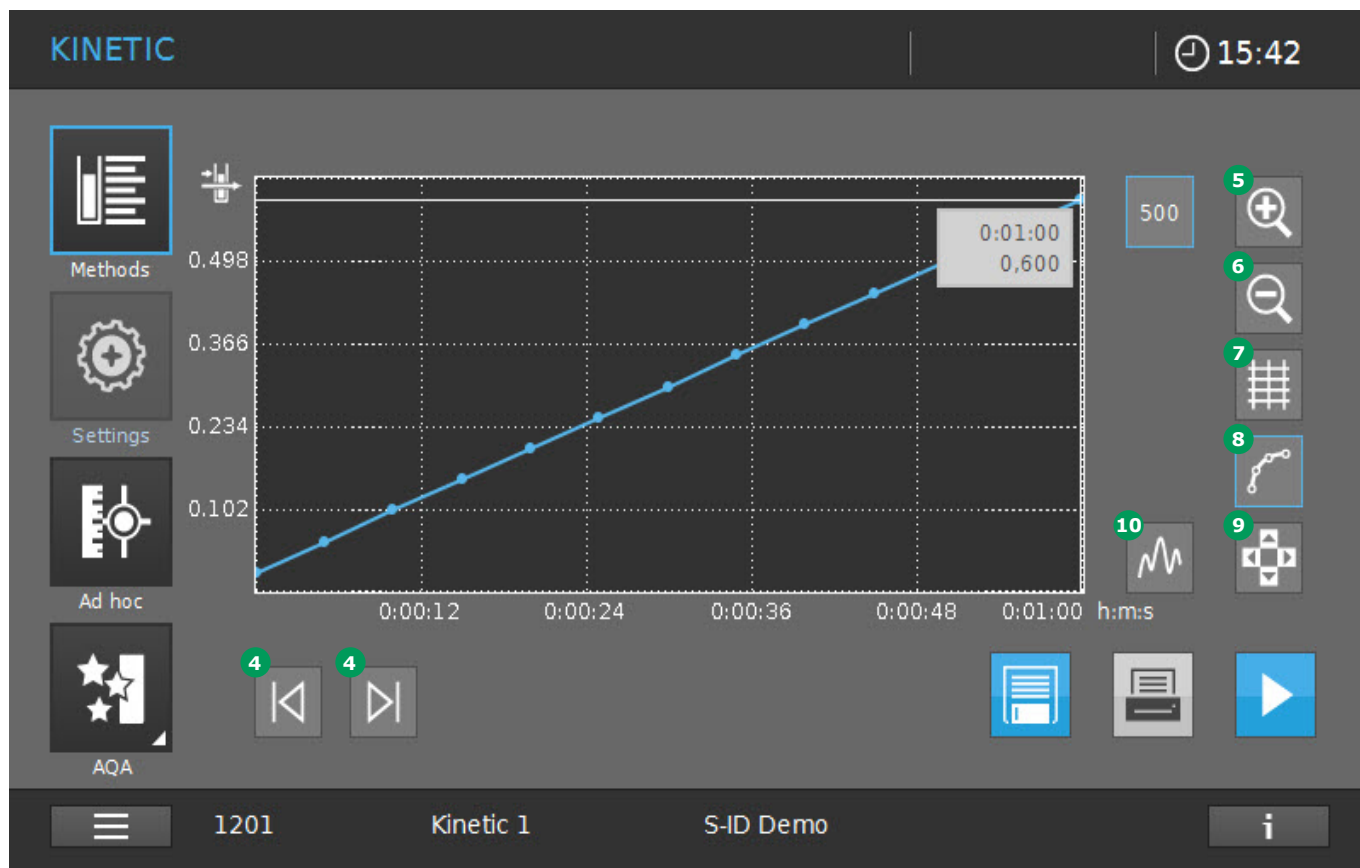 KINETIC
15:42
Methods
Settings
Ad hoc
AQA
0.498
0.366
0.234
0.102
0:01:00
0,600
0:00:12 0:00:24 0:00:36 0:00:48 0:01:00 h:m:s
500
5
6
7
8
10 9
4 4
1201 Kinetic 1 S-ID Demo i